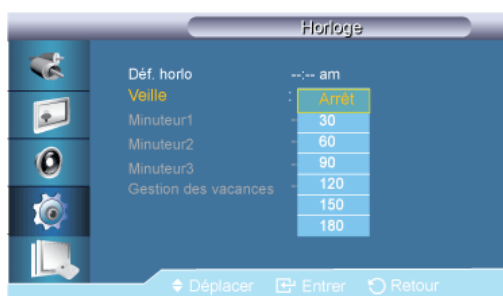 Horloge
Déf. horlo --:-- am
Veille : Arrêt
Minuteur1 - 30
Minuteur2 - 60
Minuteur3 90
Gestion des vacances - 120
150
180
Déplacer Entrer Retour